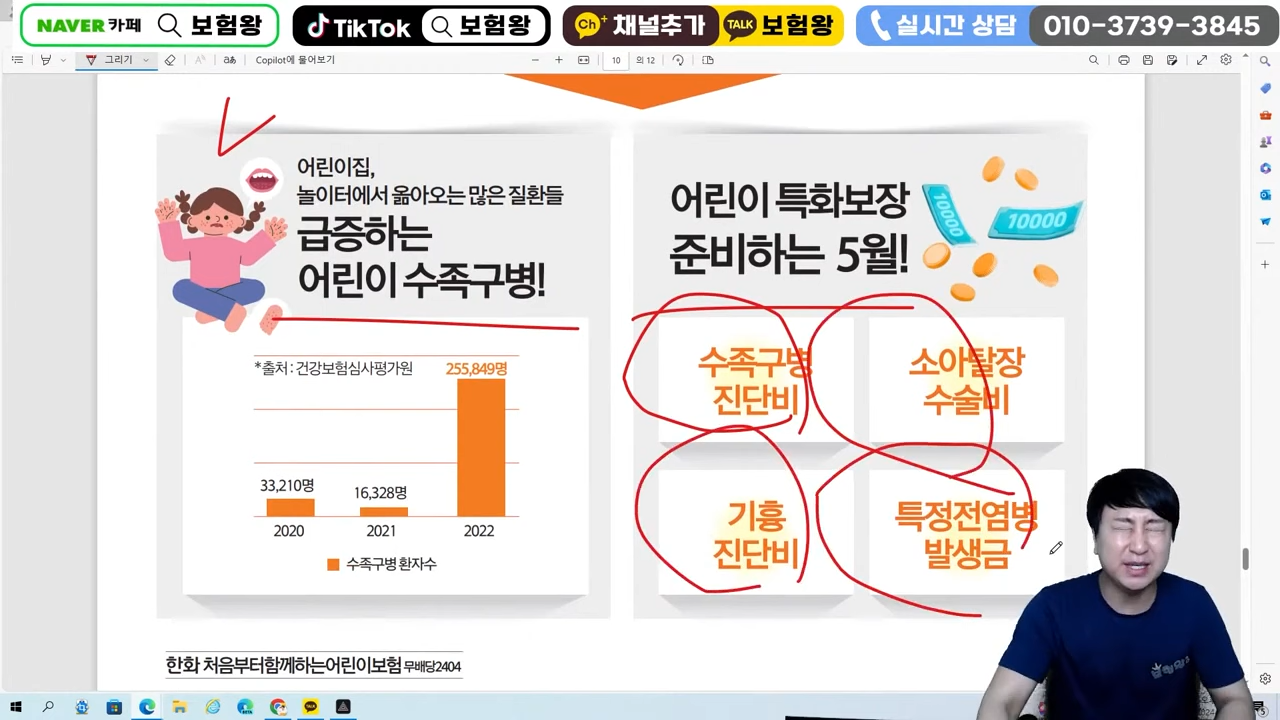 NAVER 카페 보험왕
TikTok 보험왕
Ch+ 채널추가 TALK 보험왕
실시간 상담 010-3739-3845
그리기
aあ
Copilot에 물어보기
10 의 12
어린이집,
놀이터에서 옮아오는 많은 질환들
급증하는
어린이 수족구병!
*출처 : 건강보험심사평가원
255,849명
33,210명
16,328명
2020 2021 2022
수족구병 환자수
어린이 특화보장
준비하는 5월!
10000
10000
수족구병
진단비
소아탈장
수술비
기흉
진단비
특정전염병
발생금
한화 처음부터함께하는어린이보험 무배당2404